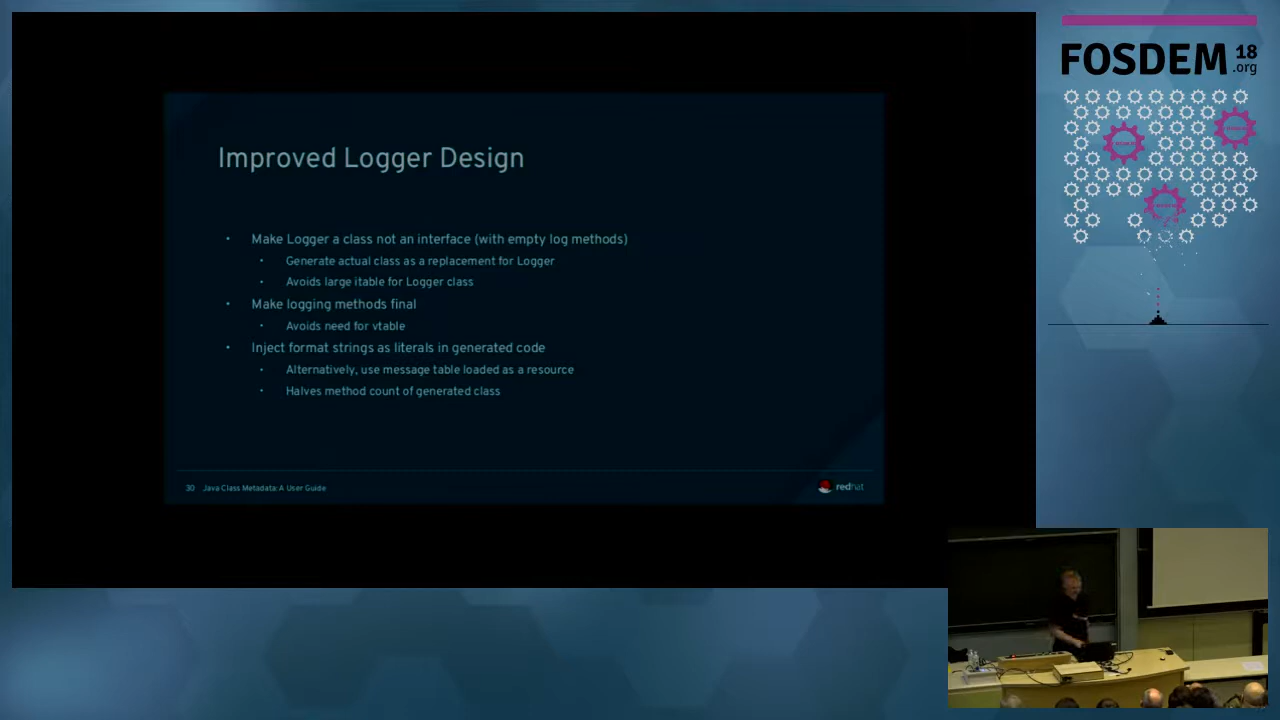 Improved Logger Design
• Make Logger a class not an interface (with empty log methods)
• Generate actual class as a replacement for Logger
• Avoids large itable for Logger class
• Make logging methods final
• Avoids need for vtable
• Inject format strings as literals in generated code
• Alternatively, use message table loaded as a resource
• Halves method count of generated class
30 Java Class Metadata: A User Guide
redhat
FOSDEM 18
.org